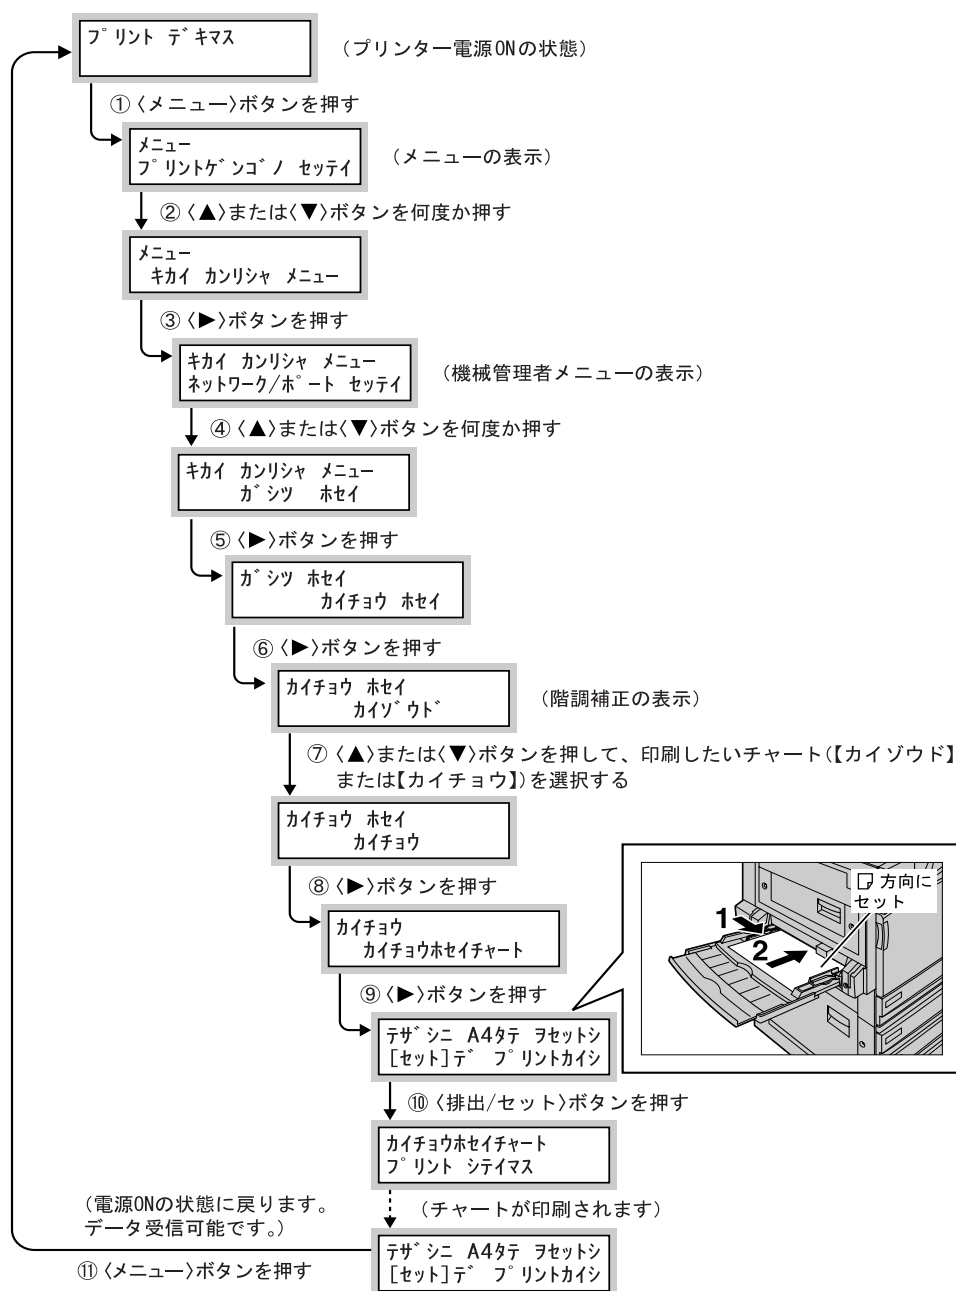 ﾌﾟﾘﾝﾄ ﾃﾞｷﾏｽ
（プリンター電源ONの状態）
①〈メニュー〉ボタンを押す
ﾒﾆｭｰ
ﾌﾟﾘﾝﾄｹﾞﾝｺﾞﾉ ｾｯﾃｲ
（メニューの表示）
②〈▲〉または〈▼〉ボタンを何度か押す
ﾒﾆｭｰ
ｷｶｲ ｶﾝﾘｼｬ ﾒﾆｭｰ
③〈▶〉ボタンを押す
ｷｶｲ ｶﾝﾘｼｬ ﾒﾆｭｰ
ﾈｯﾄﾜｰｸ/ﾎﾟｰﾄ ｾｯﾃｲ
（機械管理者メニューの表示）
④〈▲〉または〈▼〉ボタンを何度か押す
ｷｶｲ ｶﾝﾘｼｬ ﾒﾆｭｰ
ｶﾞｼﾂ ﾎｾｲ
⑤〈▶〉ボタンを押す
ｶﾞｼﾂ ﾎｾｲ
ｶｲﾁｮｳ ﾎｾｲ
⑥〈▶〉ボタンを押す
ｶｲﾁｮｳ ﾎｾｲ
ｶｲｿﾞｳﾄﾞ
（階調補正の表示）
⑦〈▲〉または〈▼〉ボタンを押して、印刷したいチャート（【カイゾウド】
または【カイチョウ】）を選択する
ｶｲﾁｮｳ ﾎｾｲ
ｶｲﾁｮｳ
⑧〈▶〉ボタンを押す
ｶｲﾁｮｳ
ｶｲﾁｮｳﾎｾｲﾁｬｰﾄ
方向に
セット
1
2
⑨〈▶〉ボタンを押す
ﾃｻﾞｼﾆ A4ﾀﾃ ｦｾｯﾄｼ
[ｾｯﾄ]ﾃﾞ ﾌﾟﾘﾝﾄｶｲｼ
⑩〈排出/セット〉ボタンを押す
ｶｲﾁｮｳﾎｾｲﾁｬｰﾄ
ﾌﾟﾘﾝﾄ ｼﾃｲﾏｽ
（電源ONの状態に戻ります。
データ受信可能です。）
（チャートが印刷されます）
ﾃｻﾞｼﾆ A4ﾀﾃ ｦｾｯﾄｼ
[ｾｯﾄ]ﾃﾞ ﾌﾟﾘﾝﾄｶｲｼ
⑪〈メニュー〉ボタンを押す